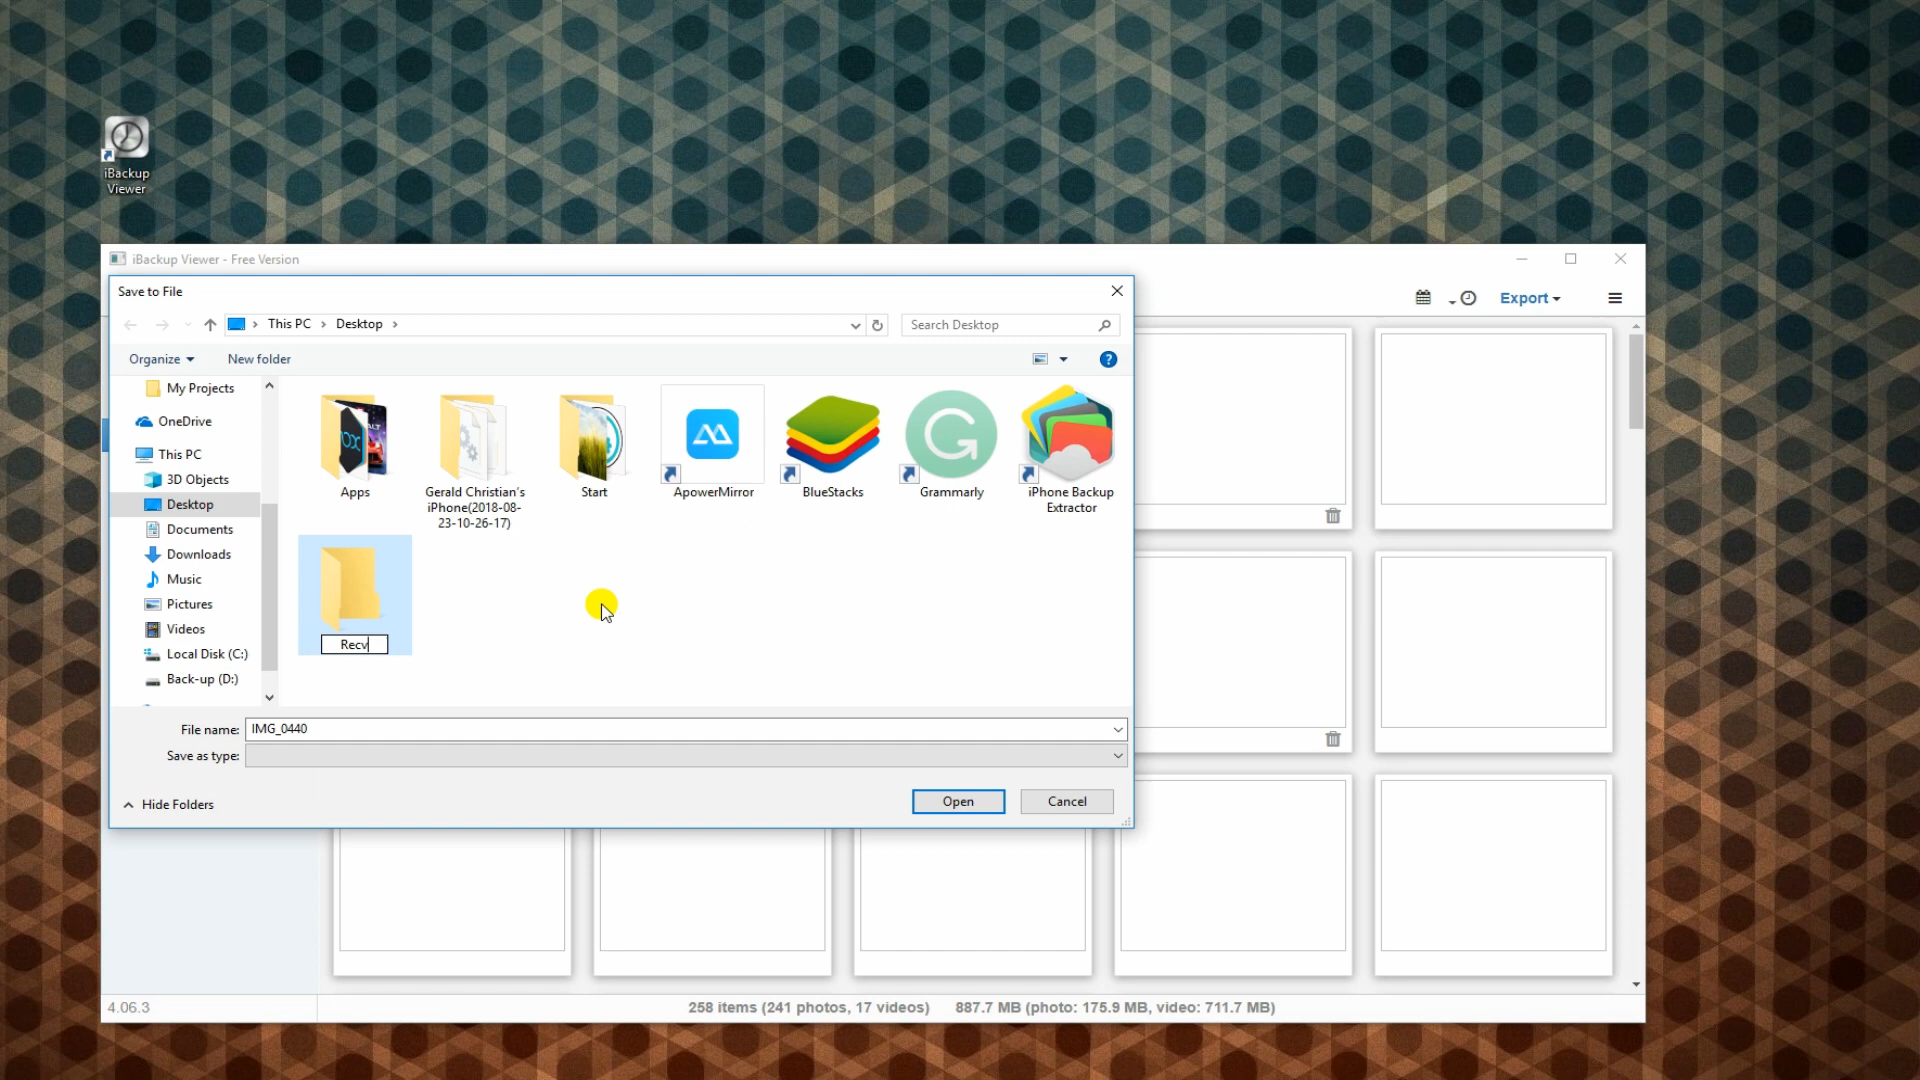 iBackup
Viewer
iBackup Viewer - Free Version
Save to File
This PC
Desktop
Search Desktop
Export
Organize
New folder
?
My Projects
OneDrive
This PC
3D Objects
Desktop
Documents
Downloads
Music
Pictures
Videos
Local Disk (C:)
Back-up (D:)
Apps
Gerald Christian's
iPhone(2018-08-
23-10-26-17)
Start
ApowerMirror
BlueStacks
G
Grammarly
iPhone Backup
Extractor
Recv
File name: IMG_0440
Save as type:
Hide Folders
Open
Cancel
4.06.3
258 items (241 photos, 17 videos)
887.7 MB (photo: 175.9 MB, video: 711.7 MB)